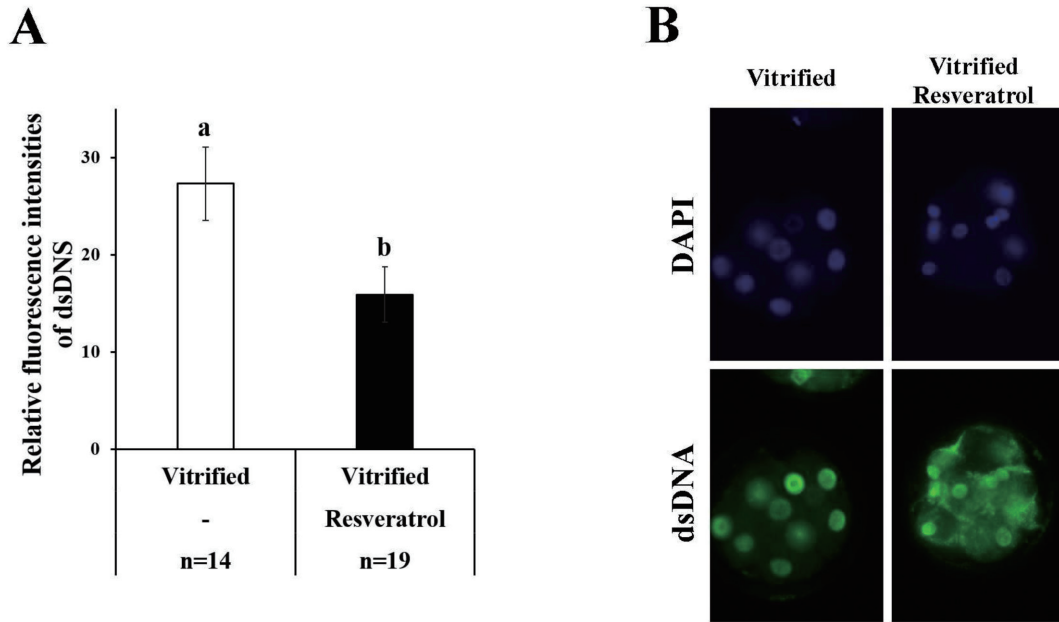 A
Relative fluorescence intensities
of dsDNS
30
20
10
0
a
b
Vitrified
Vitrified
-
Resveratrol
n=14
n=19
B
Vitrified
Vitrified
Resveratrol
DAPI
dsDNA